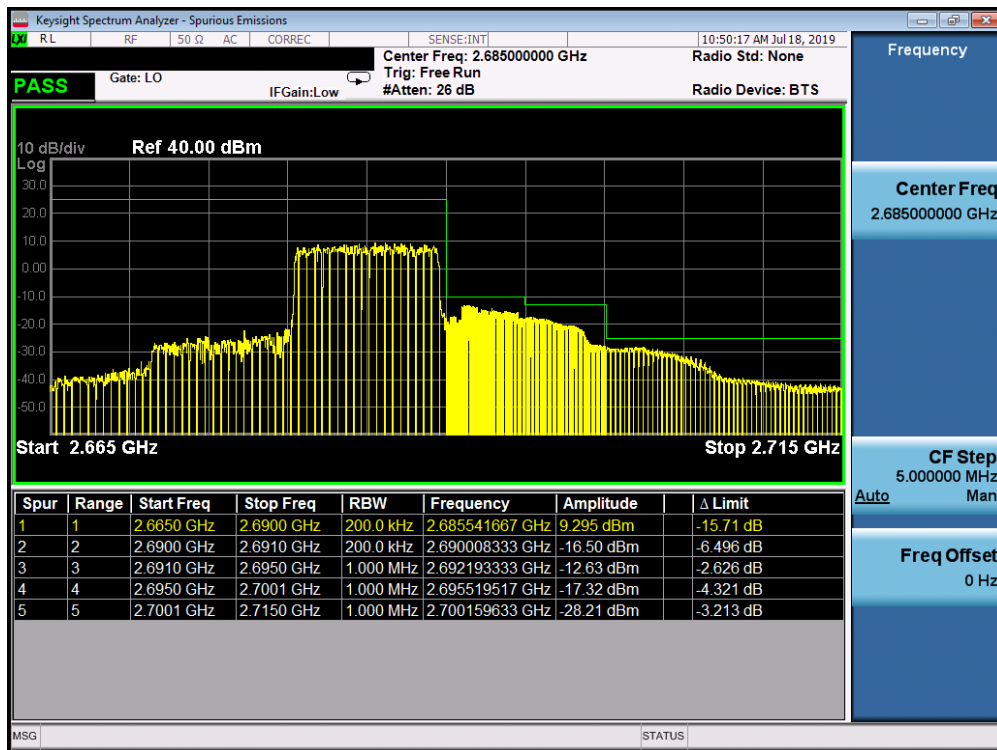 Keysight Spectrum Analyzer - Spurious Emissions
LXI RL RF 50 Ω AC CORREC SENSE:INT 10:50:17 AM Jul 18, 2019
Center Freq: 2.685000000 GHz Radio Std: None
Trig: Free Run
PASS Gate: LO IFGain:Low #Atten: 26 dB Radio Device: BTS
10 dB/div Ref 40.00 dBm
Log
30.0
20.0
10.0
0.00
-10.0
-20.0
-30.0
-40.0
-50.0
Start 2.665 GHz Stop 2.715 GHz
Spur Range Start Freq Stop Freq RBW Frequency Amplitude Δ Limit
1 1 2.6650 GHz 2.6900 GHz 200.0 kHz 2.685541667 GHz 9.295 dBm -15.71 dB
2 2 2.6900 GHz 2.6910 GHz 200.0 kHz 2.690008333 GHz -16.50 dBm -6.496 dB
3 3 2.6910 GHz 2.6950 GHz 1.000 MHz 2.692193333 GHz -12.63 dBm -2.626 dB
4 4 2.6950 GHz 2.7001 GHz 1.000 MHz 2.695519517 GHz -17.32 dBm -4.321 dB
5 5 2.7001 GHz 2.7150 GHz 1.000 MHz 2.700159633 GHz -28.21 dBm -3.213 dB
MSG STATUS
Frequency
Center Freq
2.685000000 GHz
CF Step
5.000000 MHz
Auto Man
Freq Offset
0 Hz